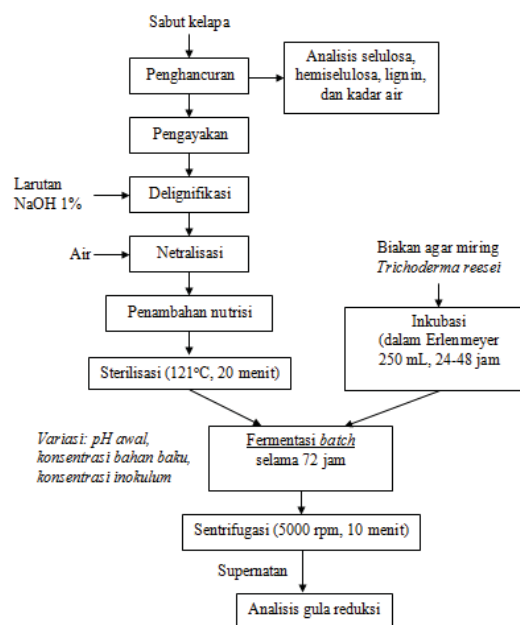 Sabut kelapa
Penghancuran
Analisis selulosa,
hemiselulosa, lignin,
dan kadar air
Pengayakan
Larutan
NaOH 1%
Delignifikasi
Air
Netralisasi
Biakan agar miring
Trichoderma reesei
Penambahan nutrisi
Inkubasi
(dalam Erlenmeyer
250 mL, 24-48 jam
Sterilisasi (121°C, 20 menit)
Variasi: pH awal,
konsentrasi bahan baku,
konsentrasi inokulum
Fermentasi batch
selama 72 jam
Sentrifugasi (5000 rpm, 10 menit)
Supernatan
Analisis gula reduksi